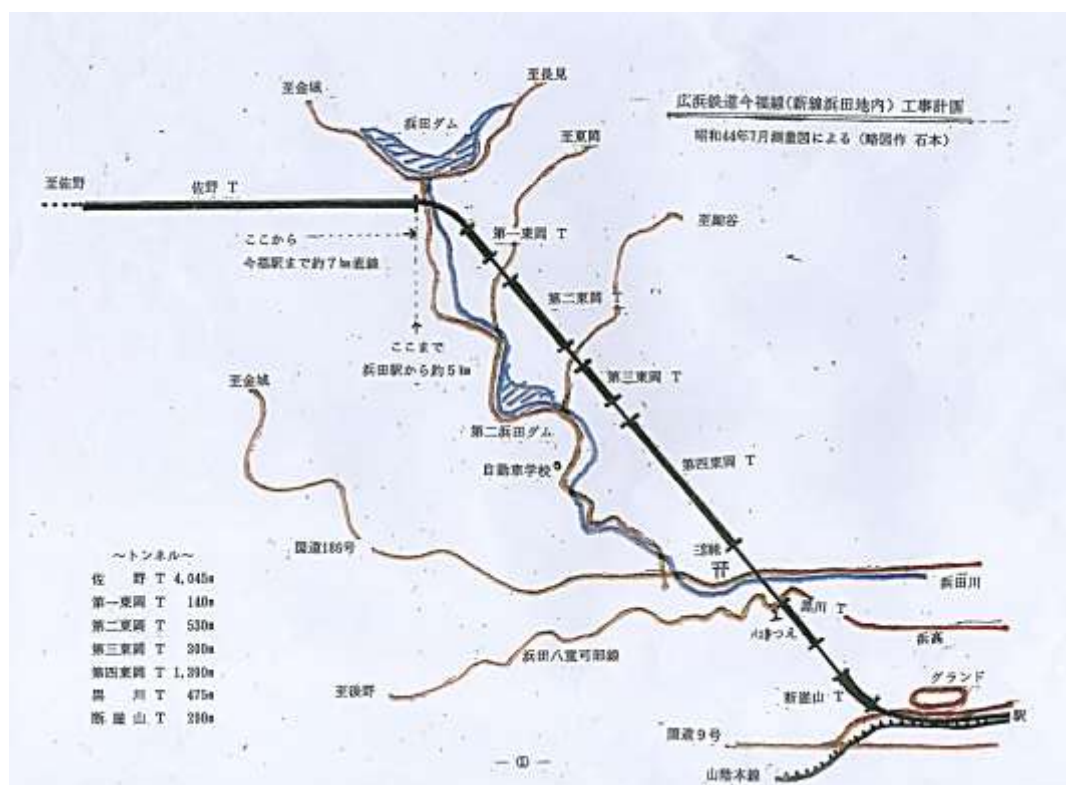 広浜鉄道今福線(新線浜田地内)工事計画
昭和44年7月測量図による(略図作 石本)
至金城
至長見
浜田ダム
至東岡
至佐野
佐野 T
第一東岡 T
至細谷
ここから
今福駅まで約7㎞直線
第二東岡
ここまで
浜田駅から約5㎞
第三東岡 T
至金城
第二浜田ダム
自動車学校
第四東岡 T
国道186号
浜田川
黒川 T
浜高
浜田八重可部線
至後野
断崖山 T
グランド
駅
国道9号
山陰本線
~トンネル~
佐野 T 4,045m
第一東岡 T 140m
第二東岡 T 530m
第三東岡 T 300m
第四東岡 T 1,390m
黒川 T 475m
断崖山 T